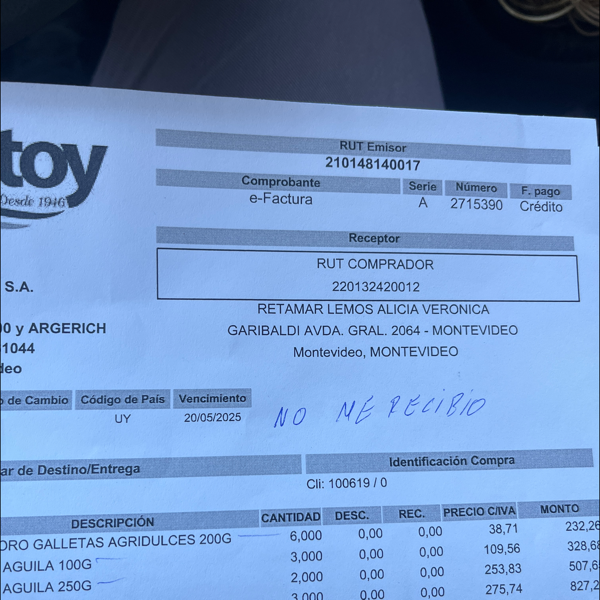 toy
Desde 1946
RUT Emisor
210148140017
Comprobante Serie Número F. pago
e-Factura A 2715390 Crédito
Receptor
RUT COMPRADOR
220132420012
S.A.
RETAMAR LEMOS ALICIA VERONICA
00 y ARGERICH
GARIBALDI AVDA. GRAL. 2064 - MONTEVIDEO
1044
Montevideo, MONTEVIDEO
deo
o de Cambio Código de País Vencimiento
UY 20/05/2025
NO ME RECIBIO
ar de Destino/Entrega
Identificación Compra
Cli: 100619 / 0
DESCRIPCIÓN CANTIDAD DESC. REC. PRECIO C/IVA MONTO
ORO GALLETAS AGRIDULCES 200G 6,000 0,00 0,00 38,71 232,26
AGUILA 100G 3,000 0,00 0,00 109,56 328,68
AGUILA 250G 2,000 0,00 0,00 253,83 507,6
3,000 0,00 0,00 275,74 827,2